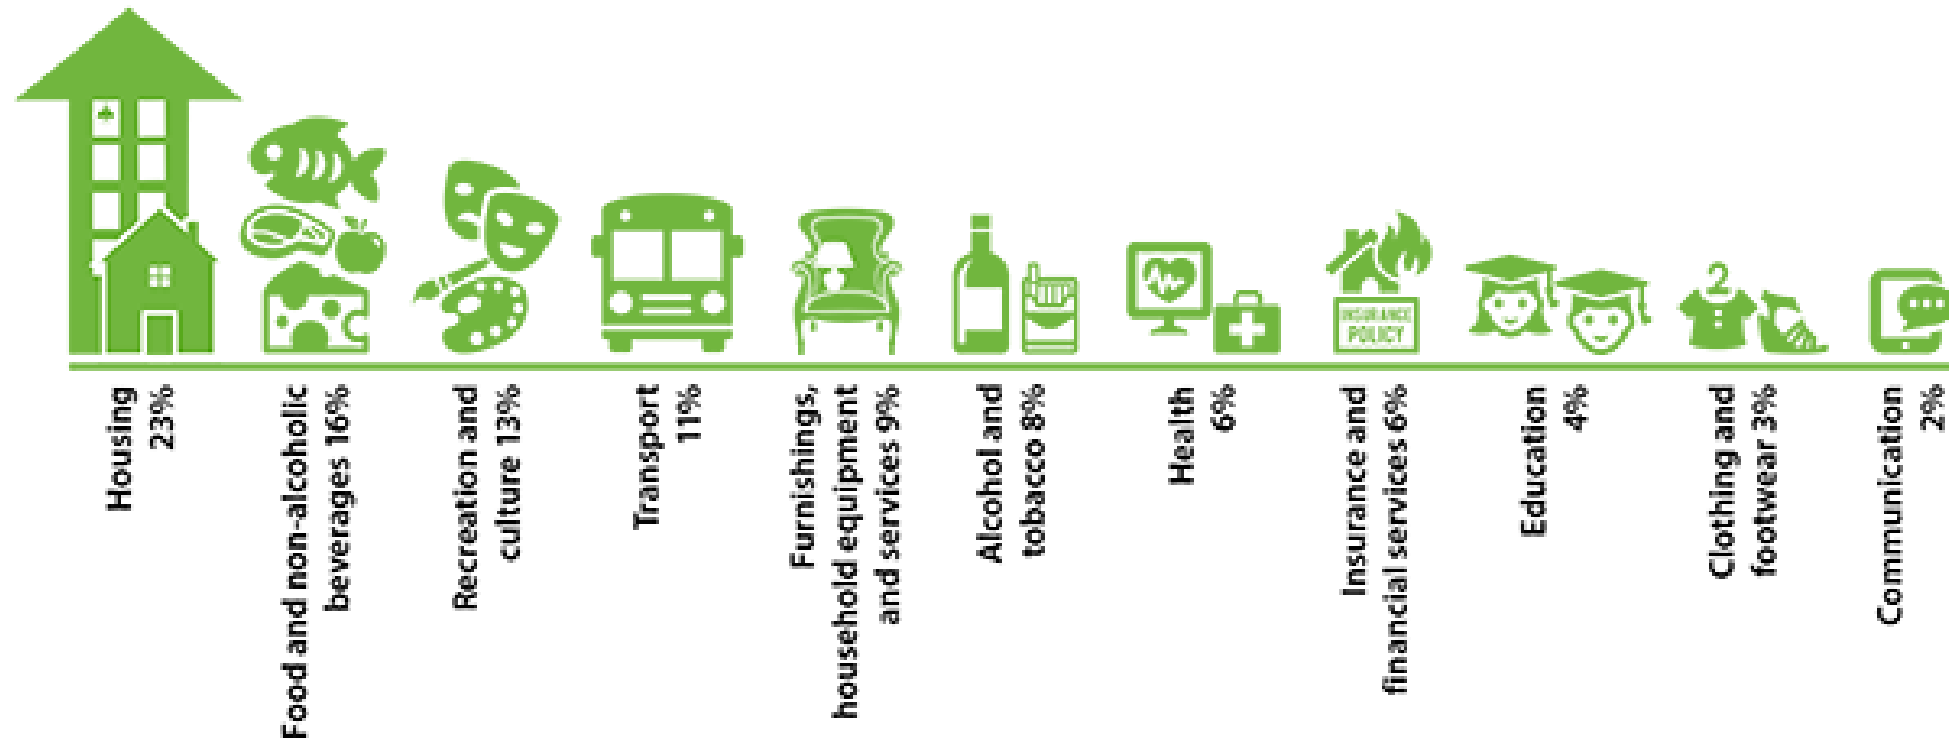 INSURANCE
POLICY
Housing
23%
Food and non-alcoholic
beverages 16%
Recreation and
culture 13%
Transport
11%
Furnishings,
household equipment
and services 9%
Alcohol and
tobacco 8%
Health
6%
Insurance and
financial services 6%
Education
4%
Clothing and
footwear 3%
Communication
2%